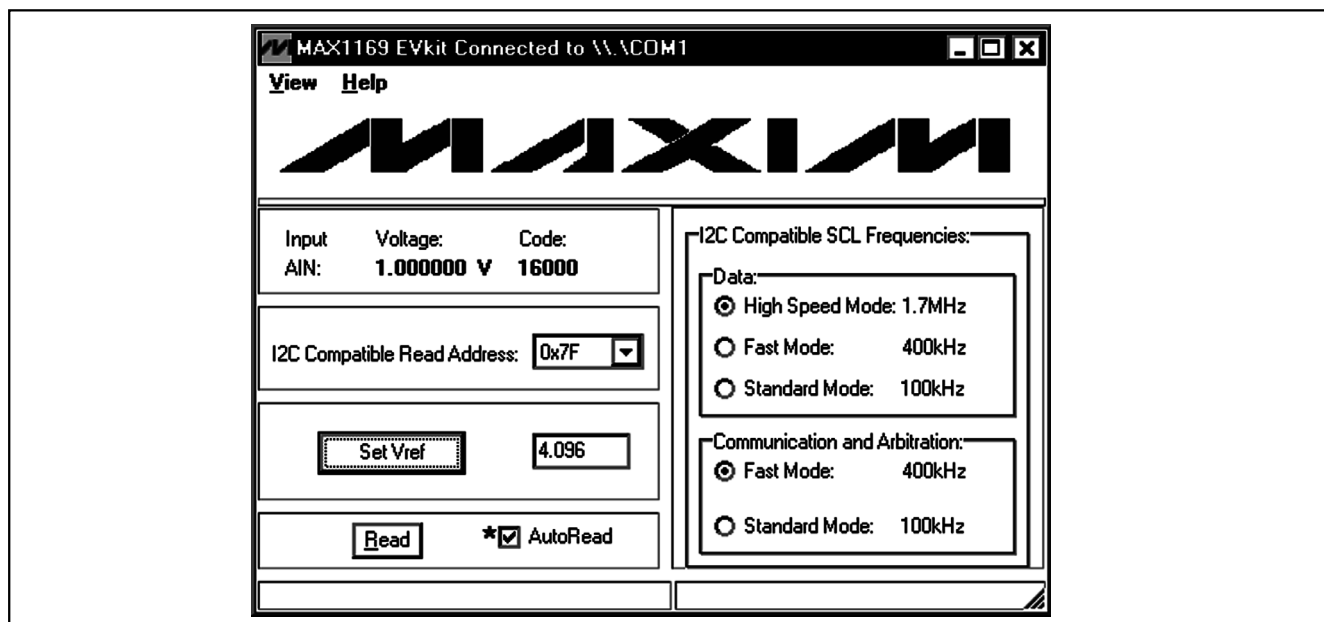 MAX1169 EVkit Connected to \\.\COM1
View Help
MAXIM
Input Voltage: Code:
AIN: 1.000000 V 16000
I2C Compatible Read Address: 0x7F
Set Vref 4.096
Read *AutoRead
I2C Compatible SCL Frequencies:
Data:
High Speed Mode: 1.7MHz
Fast Mode: 400kHz
Standard Mode: 100kHz
Communication and Arbitration:
Fast Mode: 400kHz
Standard Mode: 100kHz